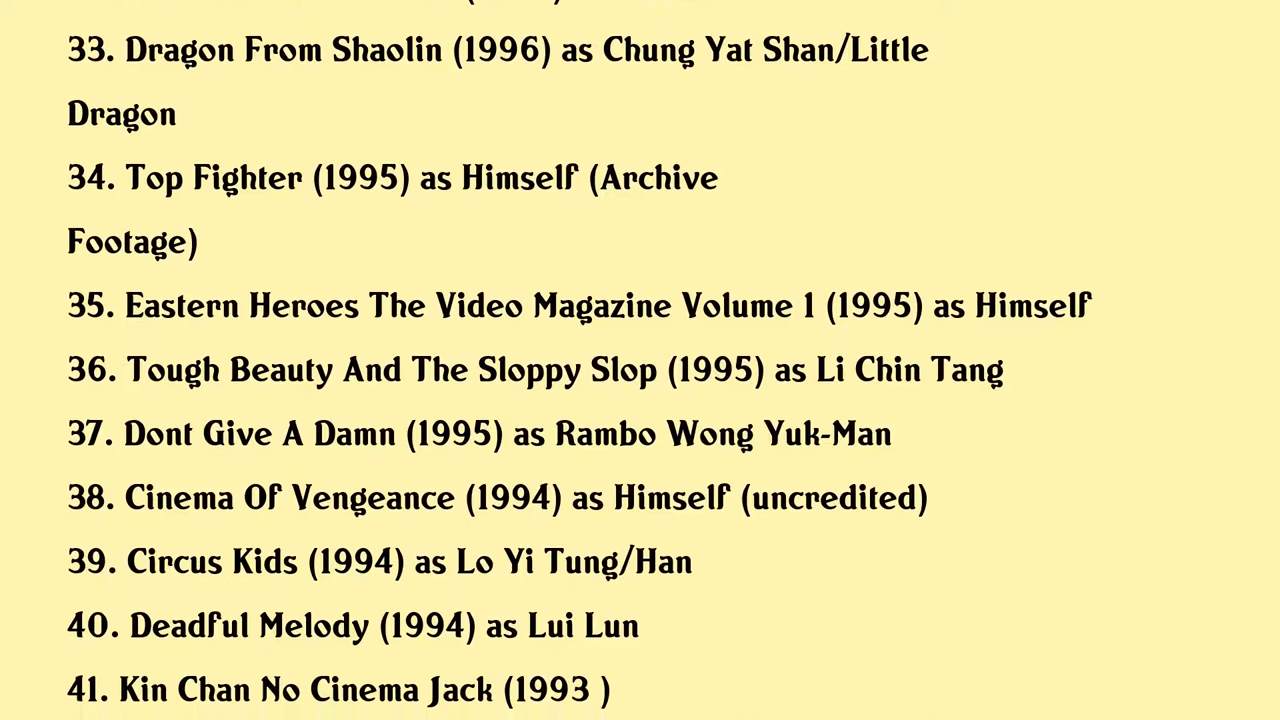 33. Dragon From Shaolin (1996) as Chung Yat Shan/Little
Dragon
34. Top Fighter (1995) as Himself (Archive
Footage)
35. Eastern Heroes The Video Magazine Volume 1 (1995) as Himself
36. Tough Beauty And The Sloppy Slop (1995) as Li Chin Tang
37. Dont Give A Damn (1995) as Rambo Wong Yuk-Man
38. Cinema Of Vengeance (1994) as Himself (uncredited)
39. Circus Kids (1994) as Lo Yi Tung/Han
40. Deadful Melody (1994) as Lui Lun
41. Kin Chan No Cinema Jack (1993 )